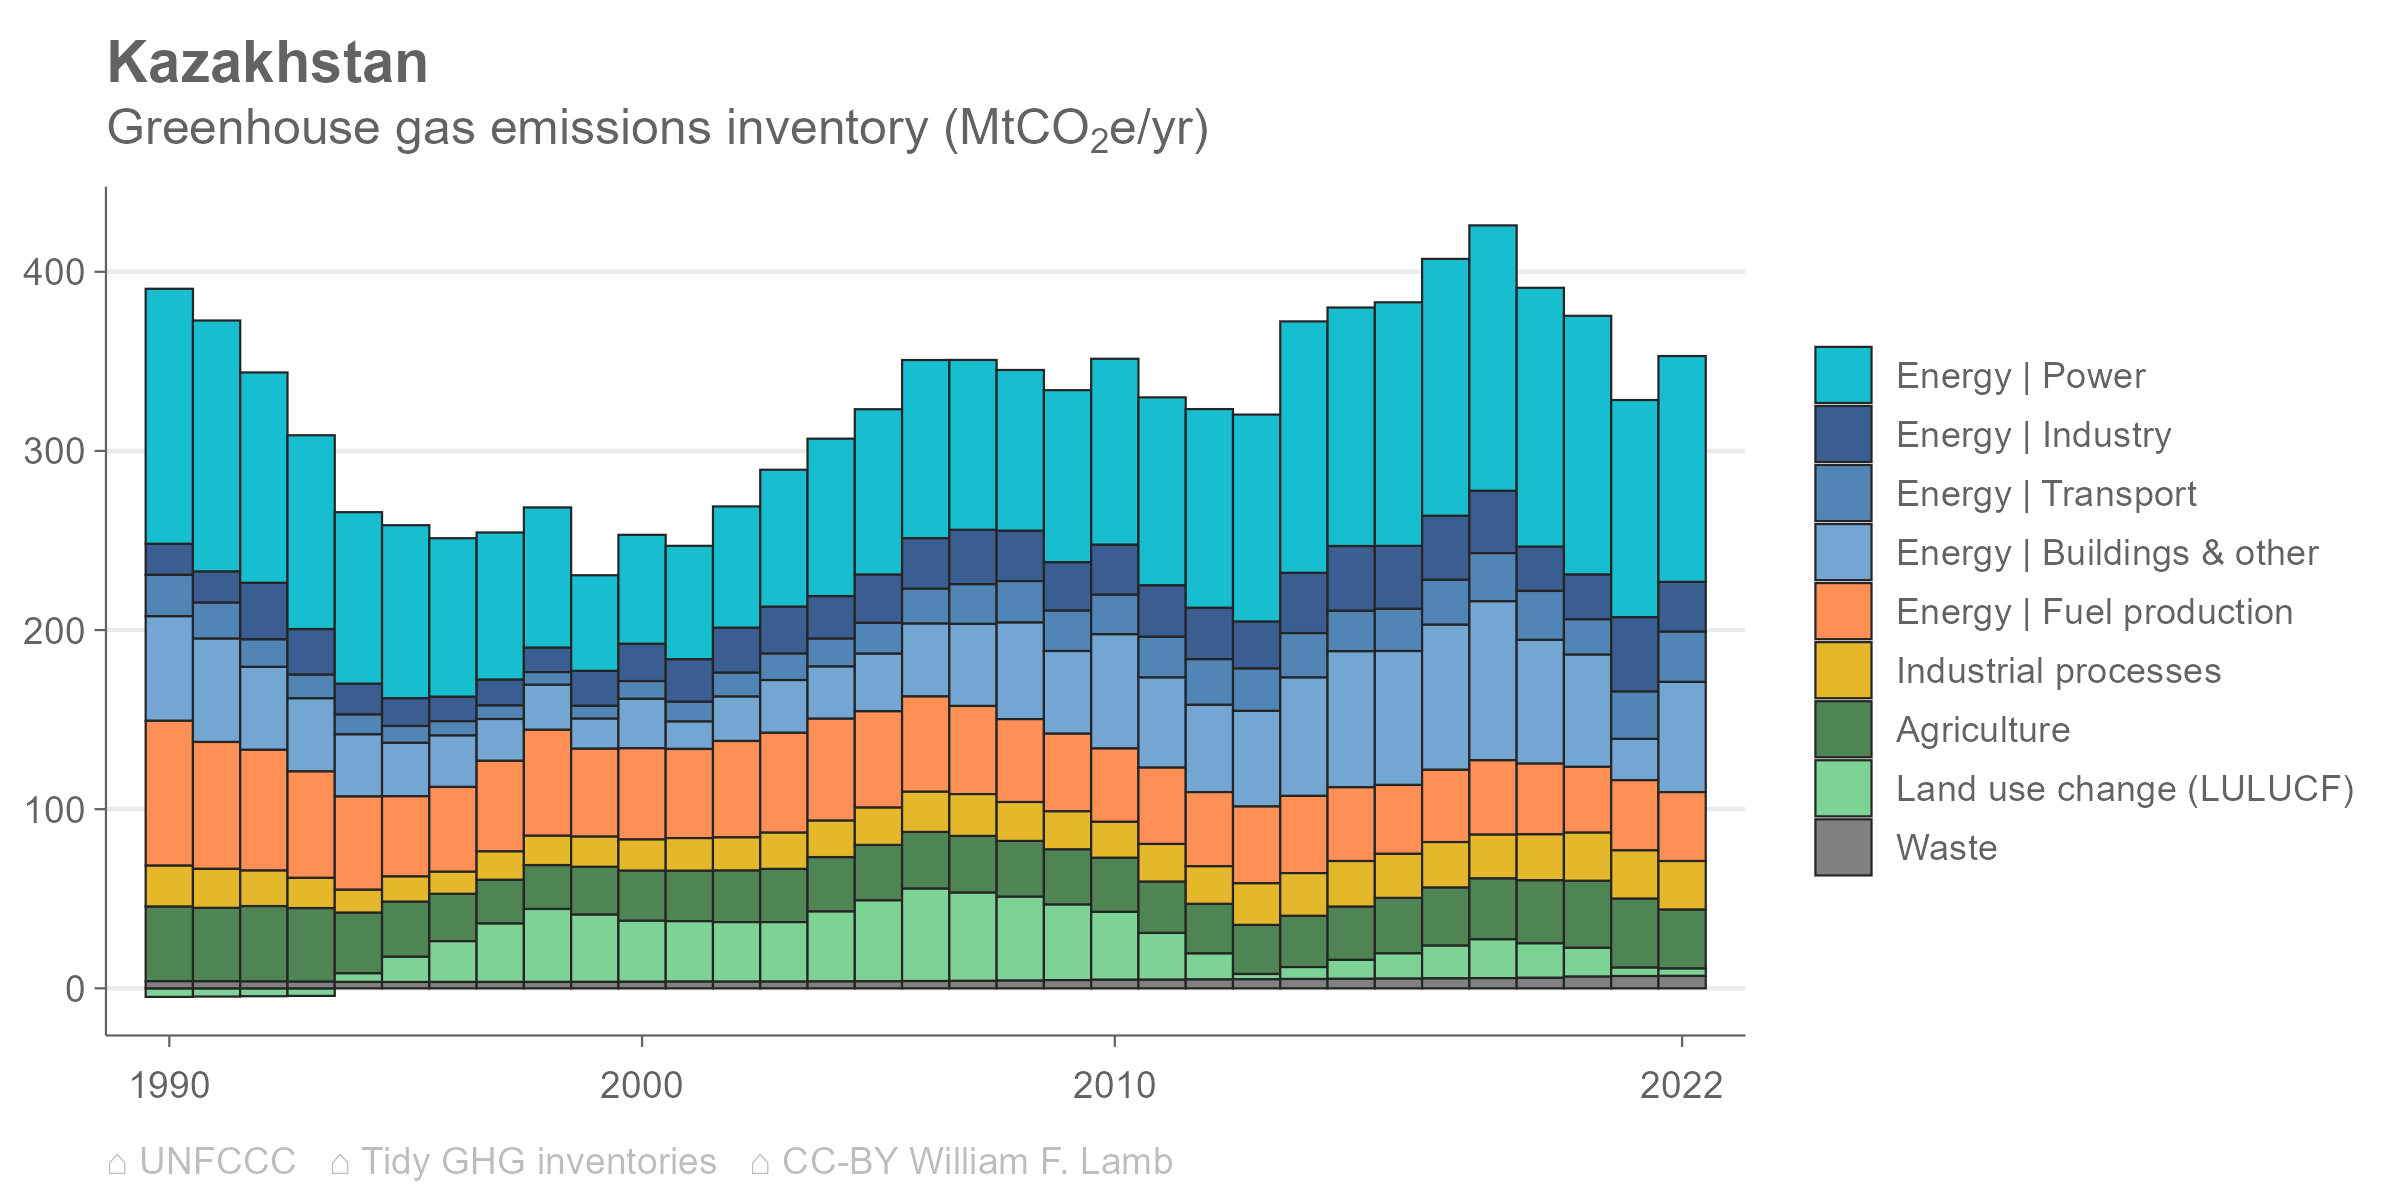 Kazakhstan
Greenhouse gas emissions inventory (MtCO₂e/yr)
400
300
200
100
0
1990 2000 2010 2022
Energy | Power
Energy | Industry
Energy | Transport
Energy | Buildings & other
Energy | Fuel production
Industrial processes
Agriculture
Land use change (LULUCF)
Waste
⌂ UNFCCC ⌂ Tidy GHG inventories ⌂ CC-BY William F. Lamb